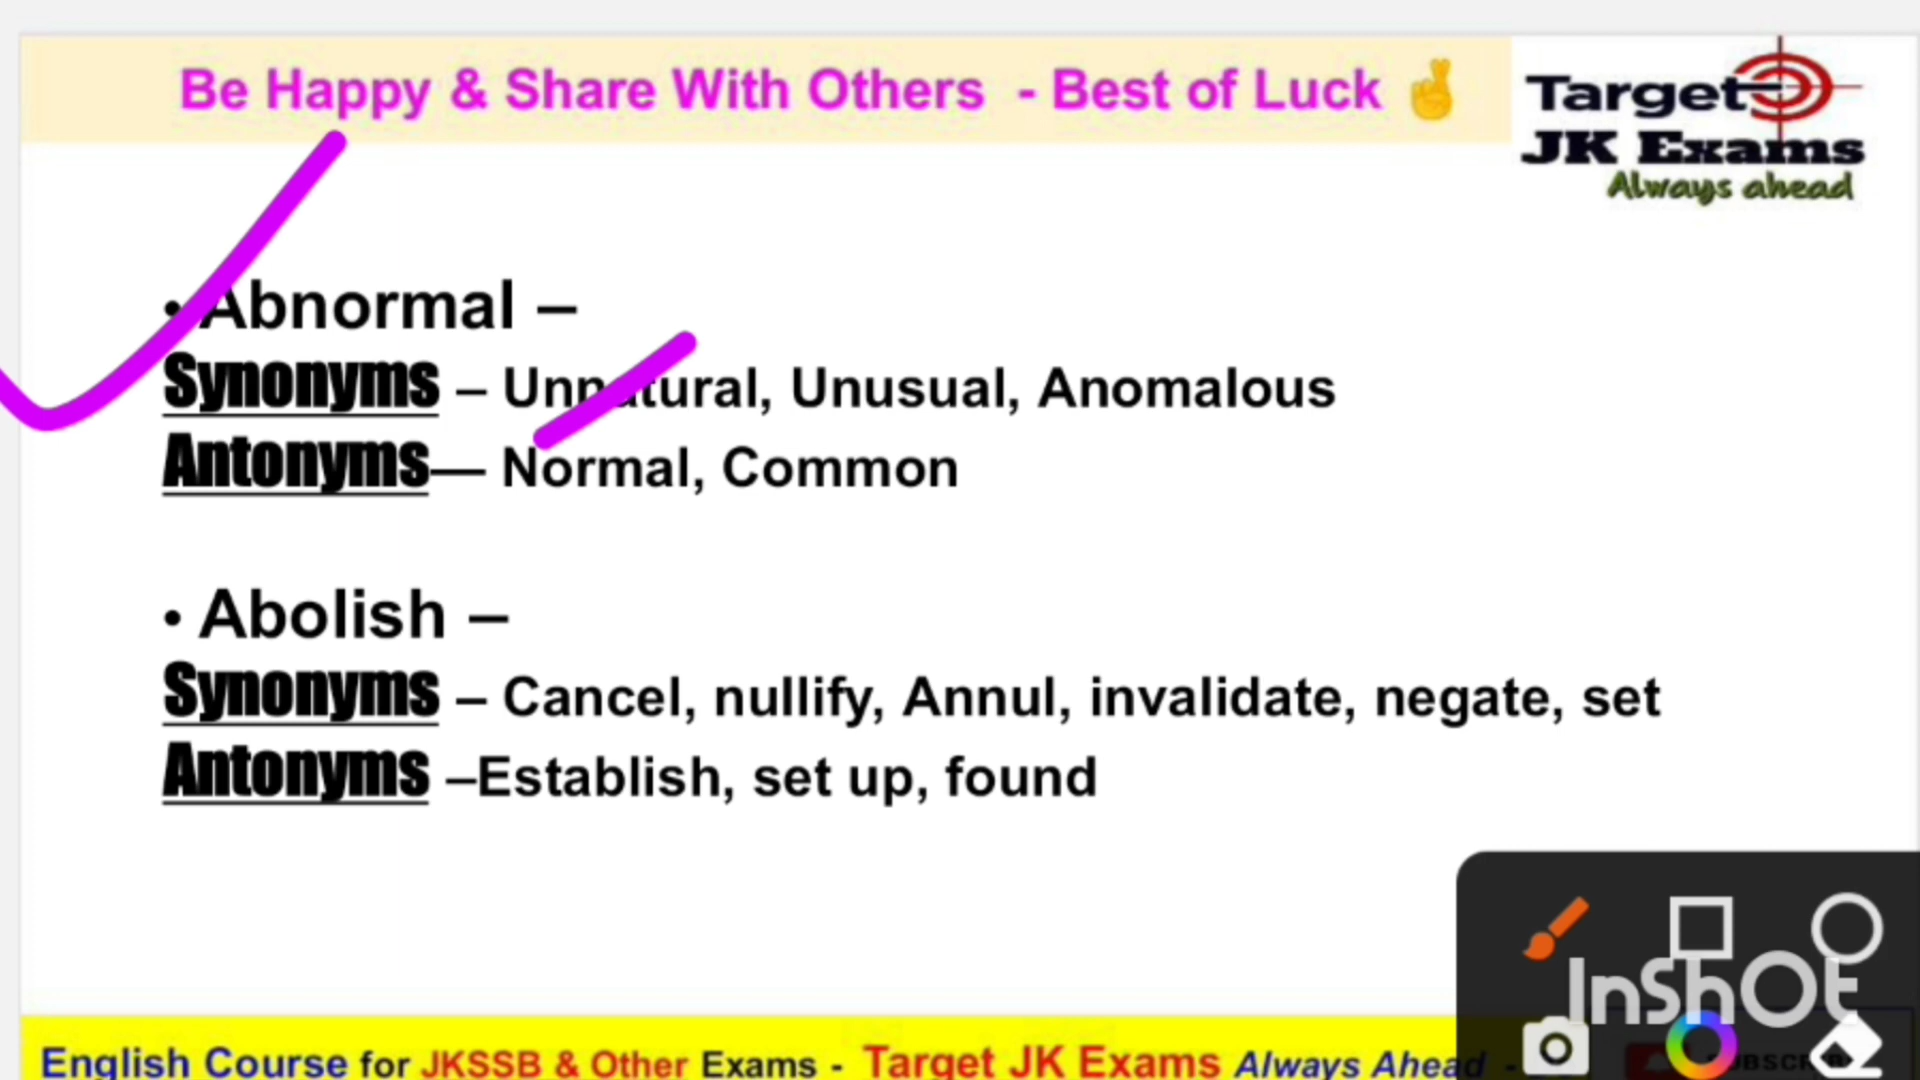 Be Happy & Share With Others - Best of Luck 🤞
Target
JK Exams
Always ahead
• Abnormal –
Synonyms – Unnatural, Unusual, Anomalous
Antonyms— Normal, Common
• Abolish –
Synonyms – Cancel, nullify, Annul, invalidate, negate, set
Antonyms –Establish, set up, found
InShOt
English Course for JKSSB & Other Exams - Target JK Exams Always Ahead -